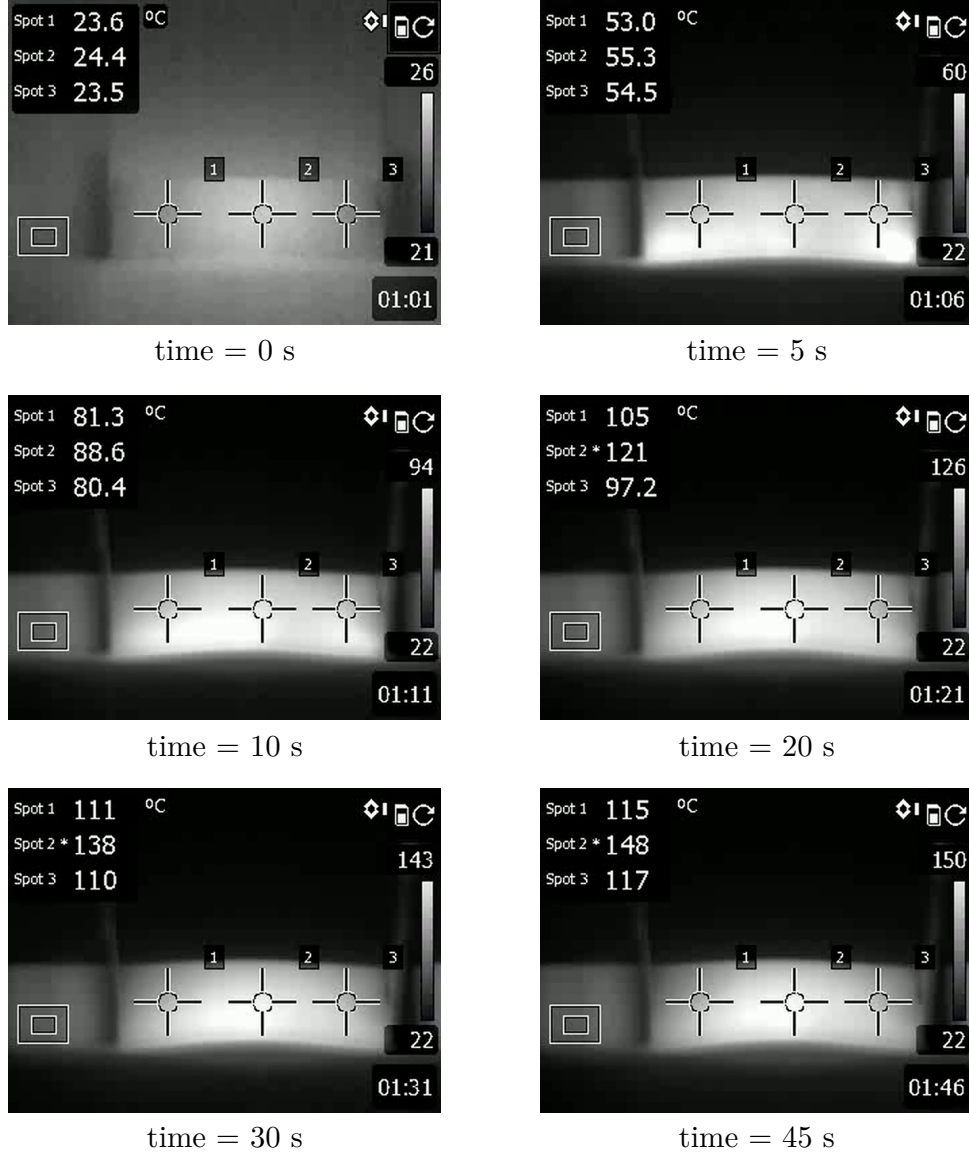 Spot 1 23.6 °C
Spot 2 24.4
Spot 3 23.5
26
1 2 3
21
01:01
time = 0 s
Spot 1 53.0 °C
Spot 2 55.3
Spot 3 54.5
60
1 2 3
22
01:06
time = 5 s
Spot 1 81.3 °C
Spot 2 88.6
Spot 3 80.4
94
1 2 3
22
01:11
time = 10 s
Spot 1 105 °C
Spot 2 * 121
Spot 3 97.2
126
1 2 3
22
01:21
time = 20 s
Spot 1 111 °C
Spot 2 * 138
Spot 3 110
143
1 2 3
22
01:31
time = 30 s
Spot 1 115 °C
Spot 2 * 148
Spot 3 117
150
1 2 3
22
01:46
time = 45 s